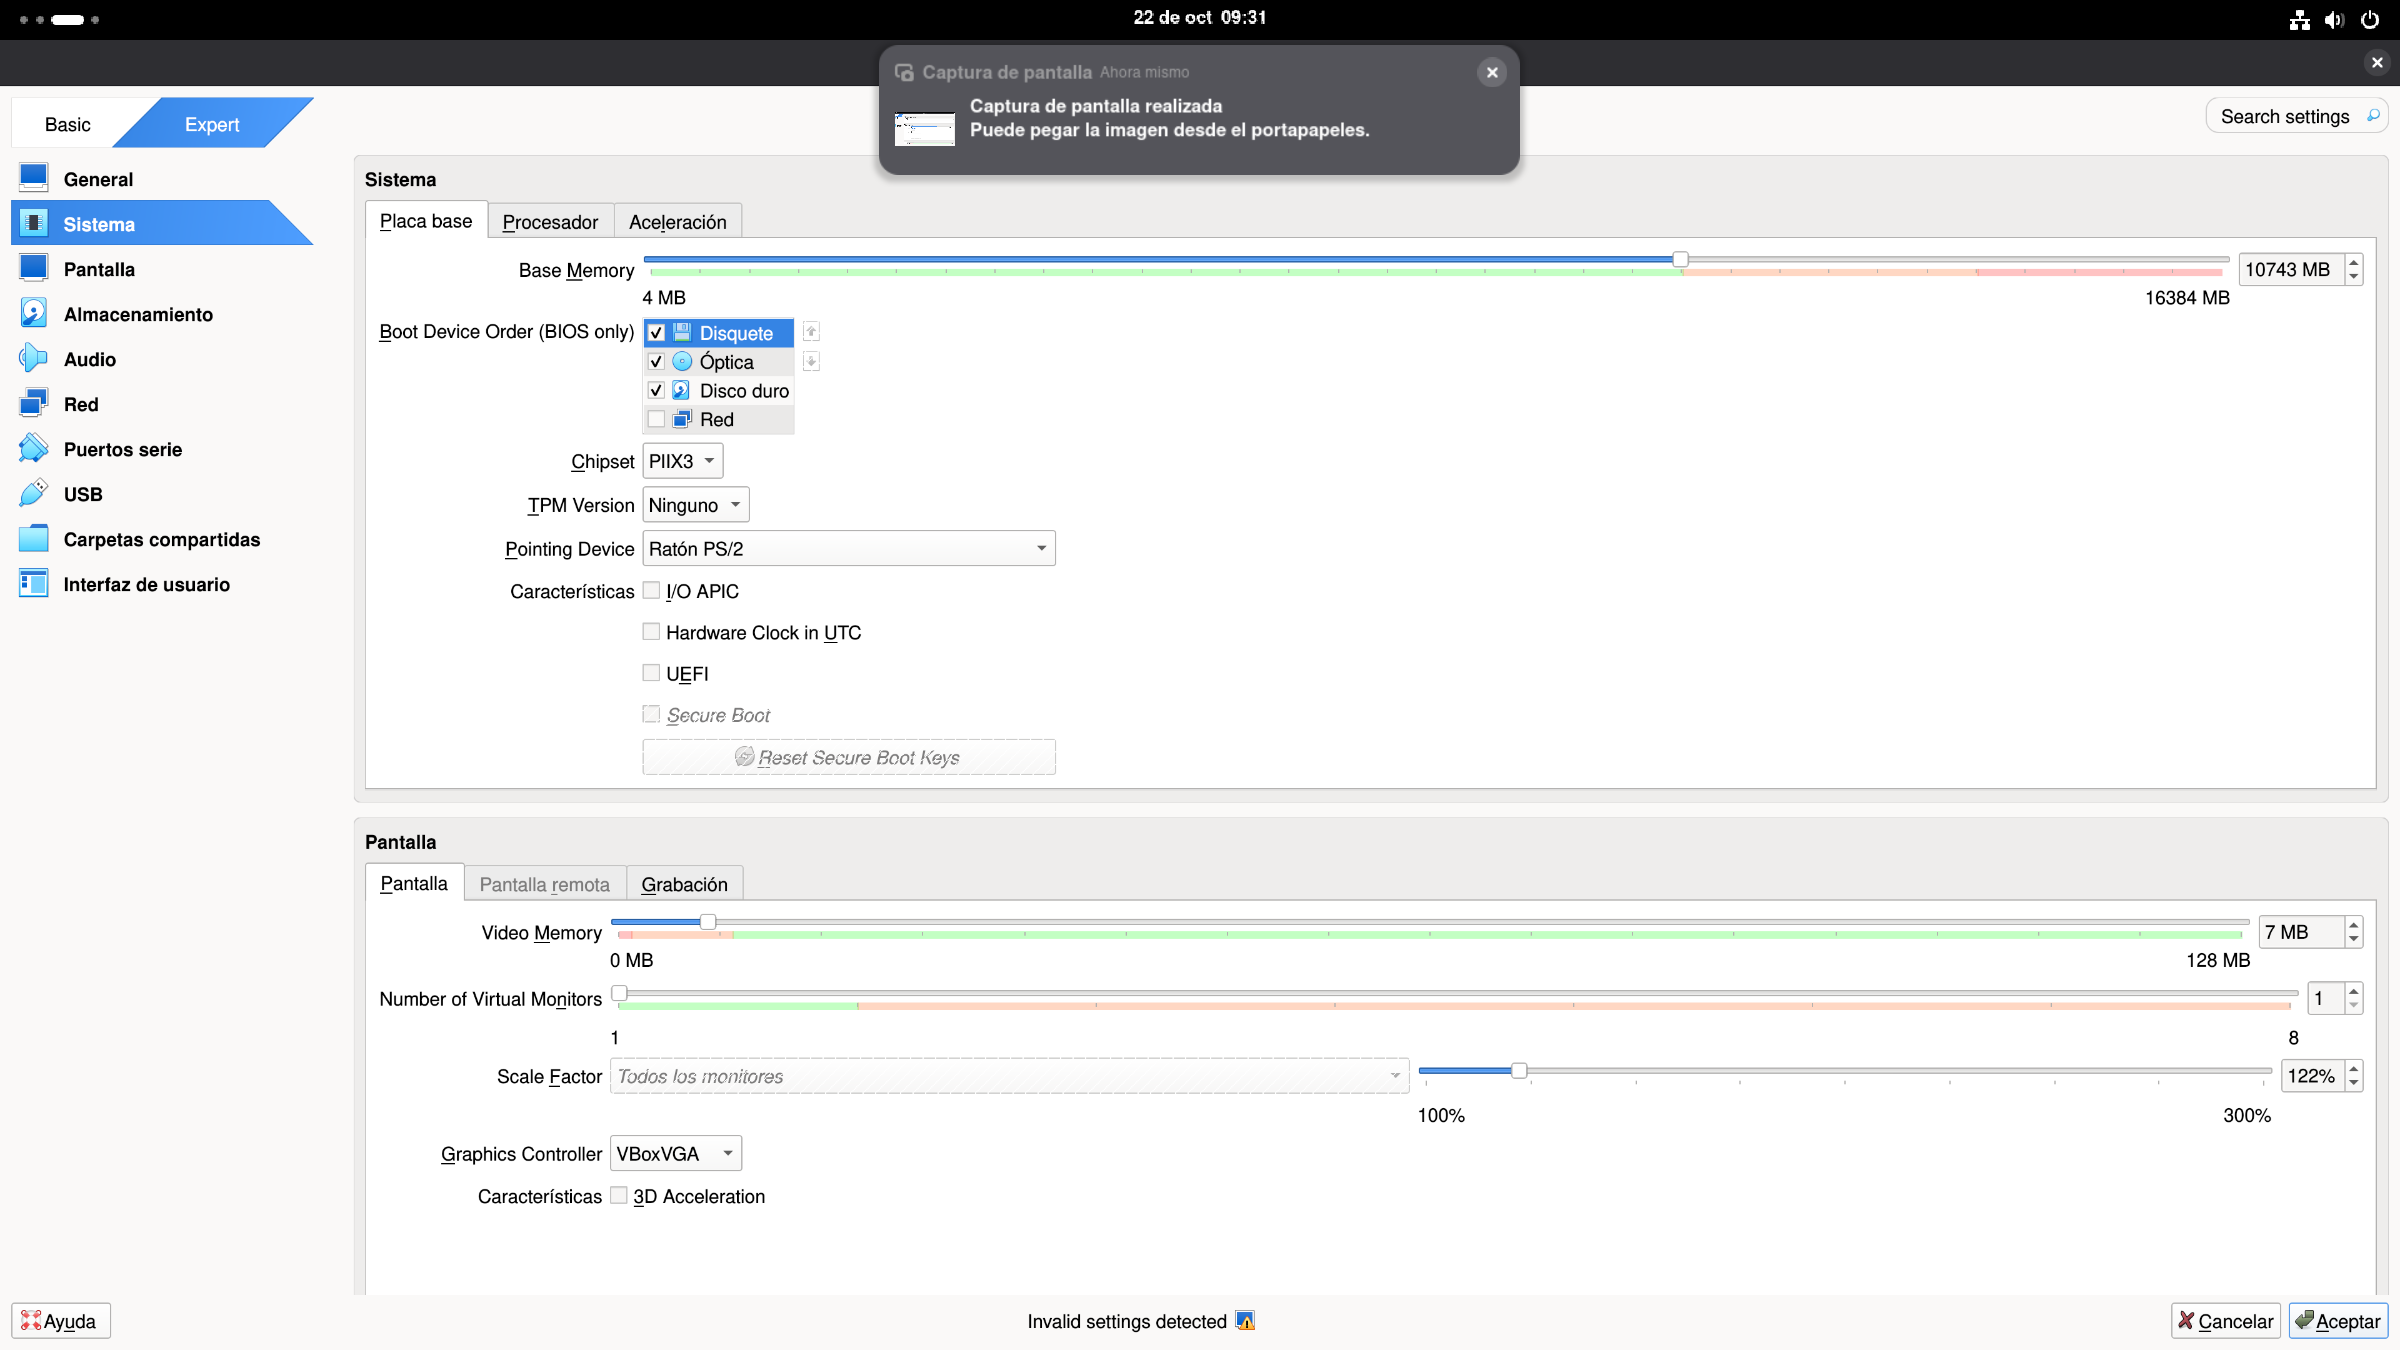 22 de oct 09:31
Captura de pantalla Ahora mismo
Captura de pantalla realizada
Puede pegar la imagen desde el portapapeles.
Basic
Expert
Search settings
General
Sistema
Pantalla
Almacenamiento
Audio
Red
Puertos serie
USB
Carpetas compartidas
Interfaz de usuario
Sistema
Placa base
Procesador
Aceleración
Base Memory
10743 MB
4 MB
16384 MB
Boot Device Order (BIOS only)
Disquete
Óptica
Disco duro
Red
Chipset
PIIX3
TPM Version
Ninguno
Pointing Device
Ratón PS/2
Características
I/O APIC
Hardware Clock in UTC
UEFI
Secure Boot
Reset Secure Boot Keys
Pantalla
Pantalla
Pantalla remota
Grabación
Video Memory
7 MB
0 MB
128 MB
Number of Virtual Monitors
1
1
8
Scale Factor
Todos los monitores
122%
100%
300%
Graphics Controller
VBoxVGA
Características
3D Acceleration
Ayuda
Invalid settings detected
Cancelar
Aceptar